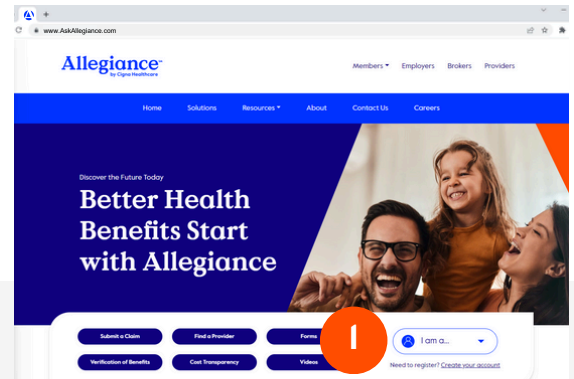 www.AskAllegiance.com
Allegiance
by Cigna Healthcare
Members Employers Brokers Providers
Home Solutions Resources About Contact Us Careers
Discover the Future Today
Better Health
Benefits Start
with Allegiance
Submit a Claim Find a Provider Forms
1
I am a...
Verification of Benefits Cost Transparency Videos
Need to register? Create your account